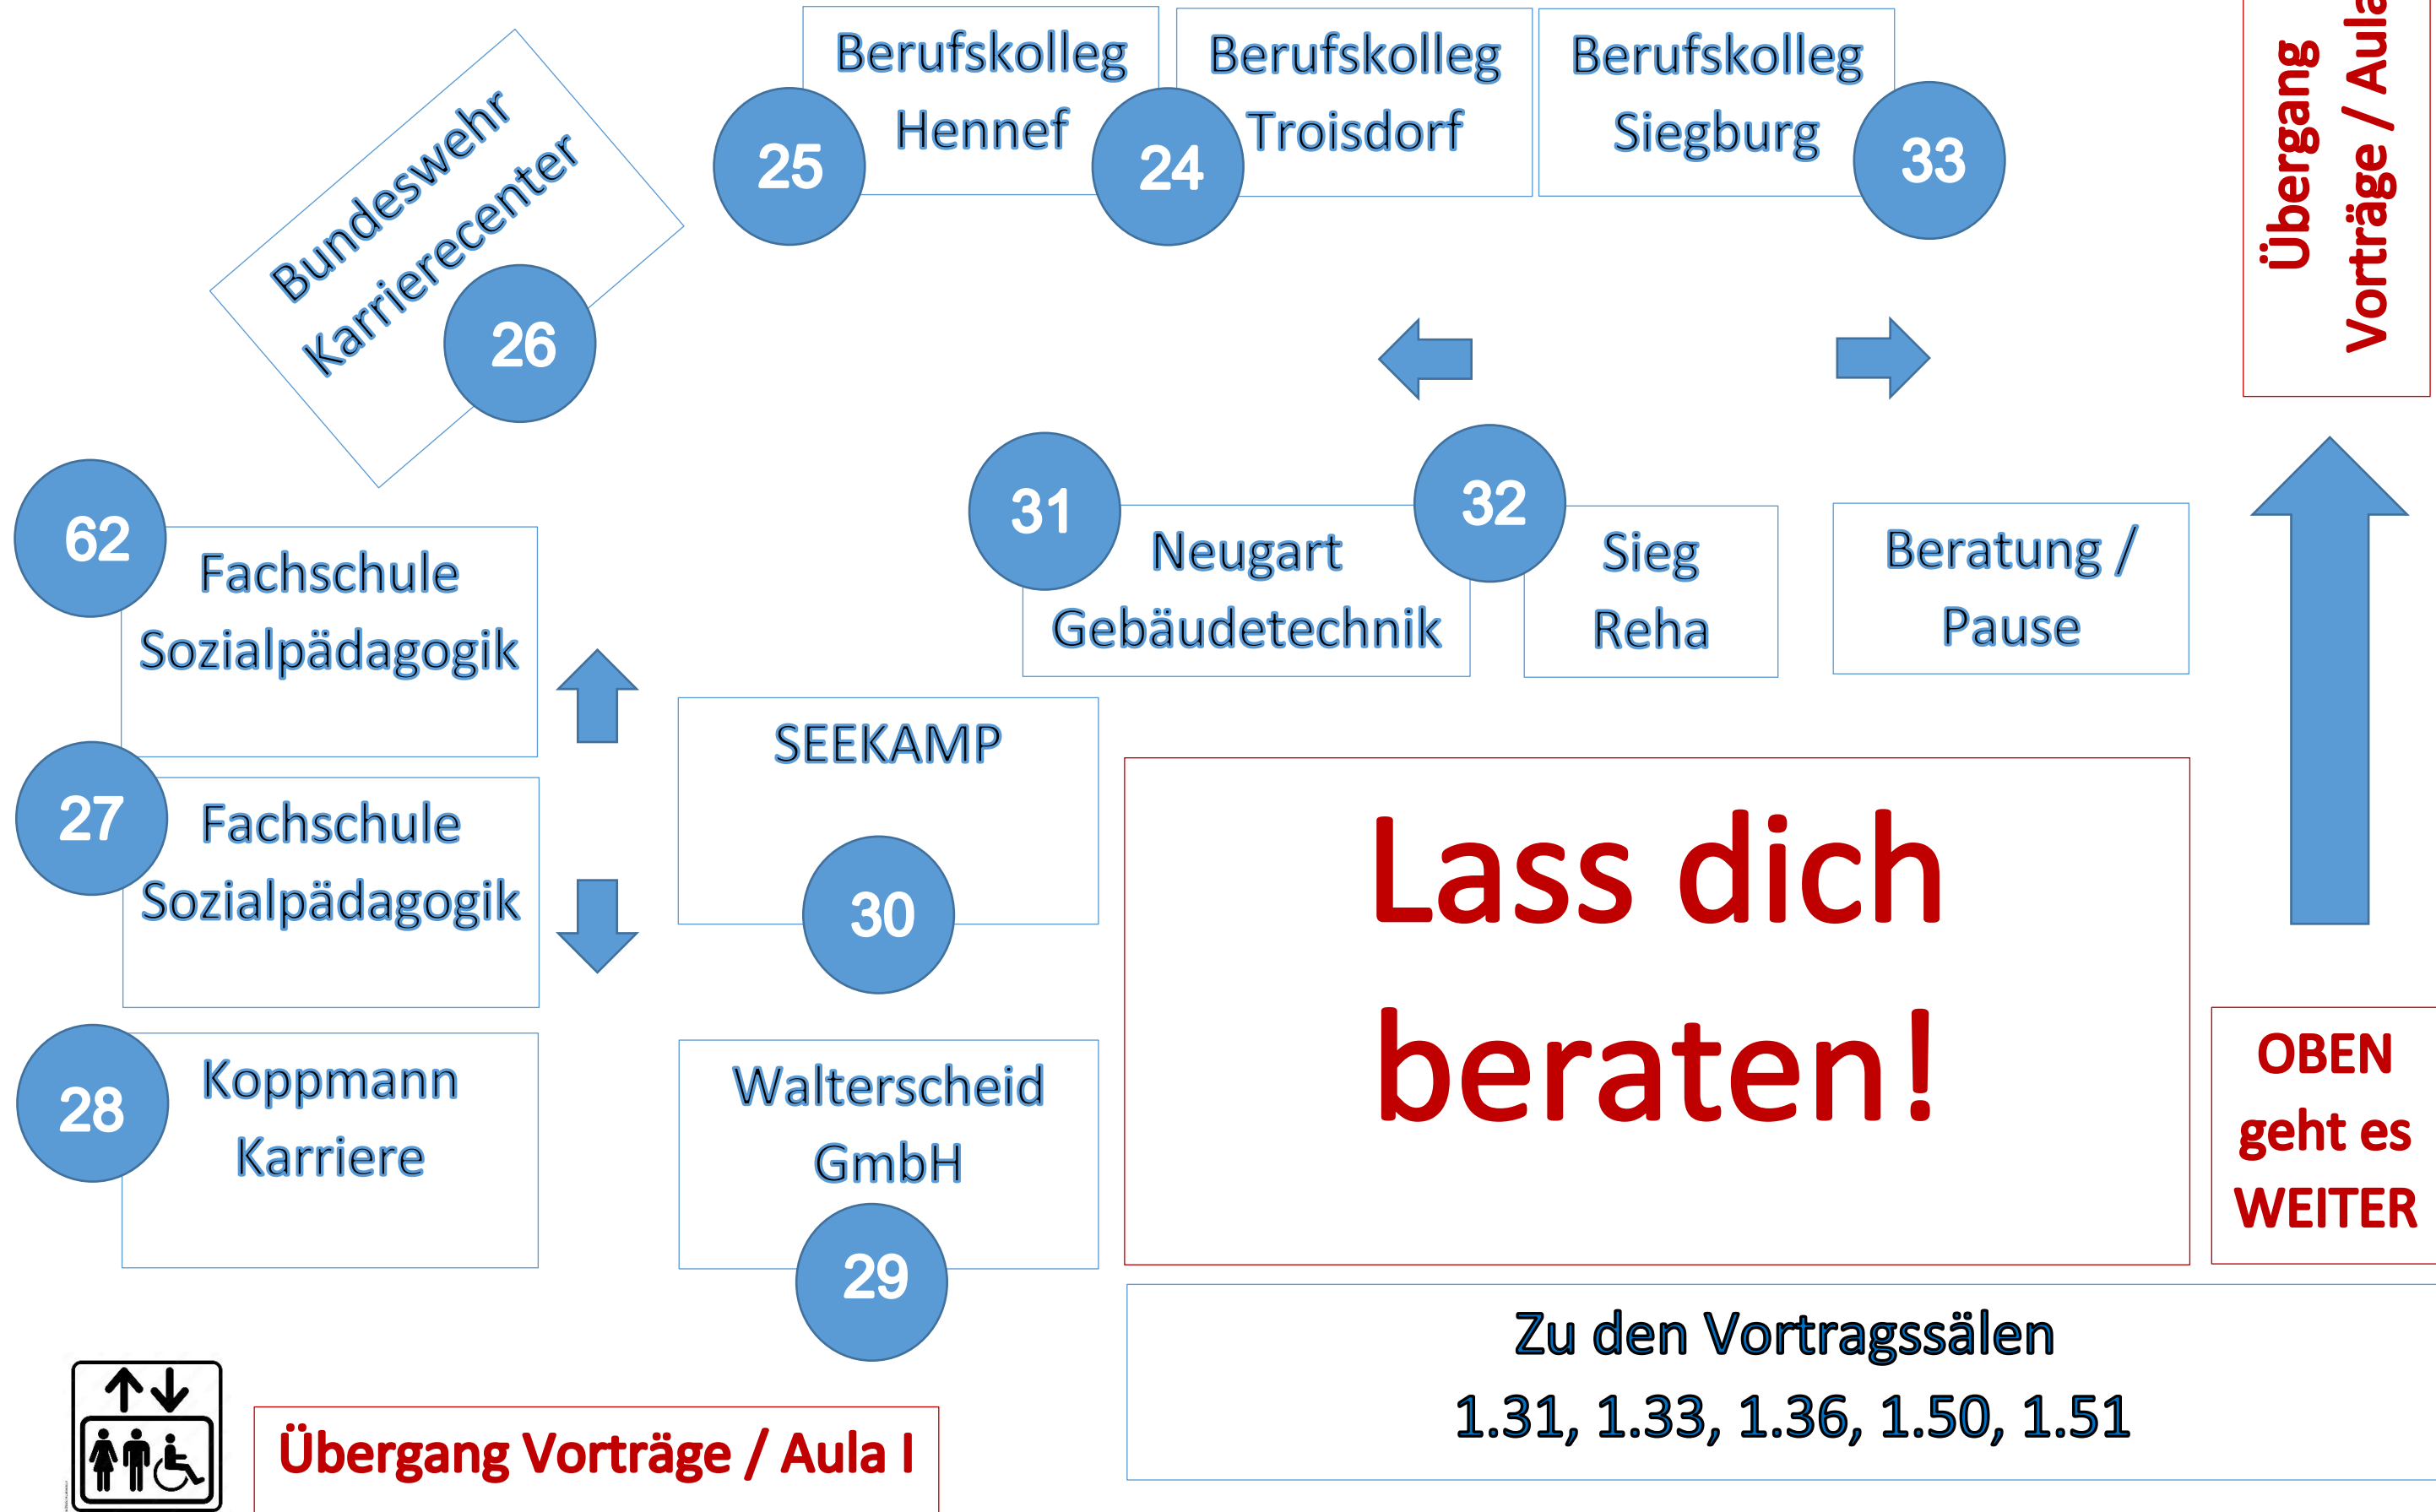 Berufskolleg
Hennef
25
Berufskolleg
Troisdorf
24
Berufskolleg
Siegburg
33
Übergang
Vorträge / Aula
Bundeswehr
Karrierecenter
26
62
Fachschule
Sozialpädagogik
31
Neugart
Gebäudetechnik
32
Sieg
Reha
Beratung /
Pause
27
Fachschule
Sozialpädagogik
SEEKAMP
30
Lass dich
beraten!
28
Koppmann
Karriere
Walterscheid
GmbH
29
OBEN
geht es
WEITER
Zu den Vortragssälen
1.31, 1.33, 1.36, 1.50, 1.51
Übergang Vorträge / Aula I